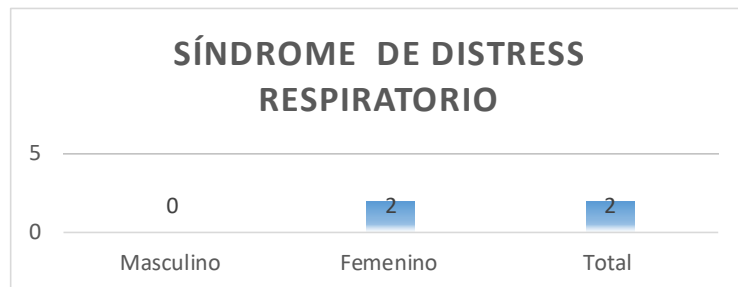 SÍNDROME DE DISTRESS
RESPIRATORIO
5
0 2 2
0
Masculino Femenino Total